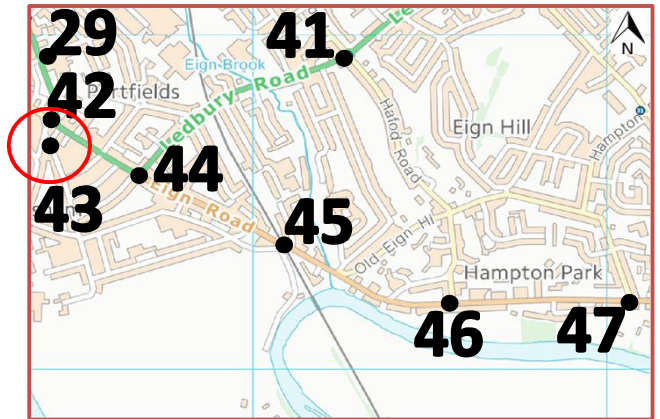 29
41
N
Eign Brook
42
Portfields
Ledbury Road
Hafod Road
Eign Hill
Hampton
43
44
Eign Road
45
Old Eign Hi
Hampton Park
46
47